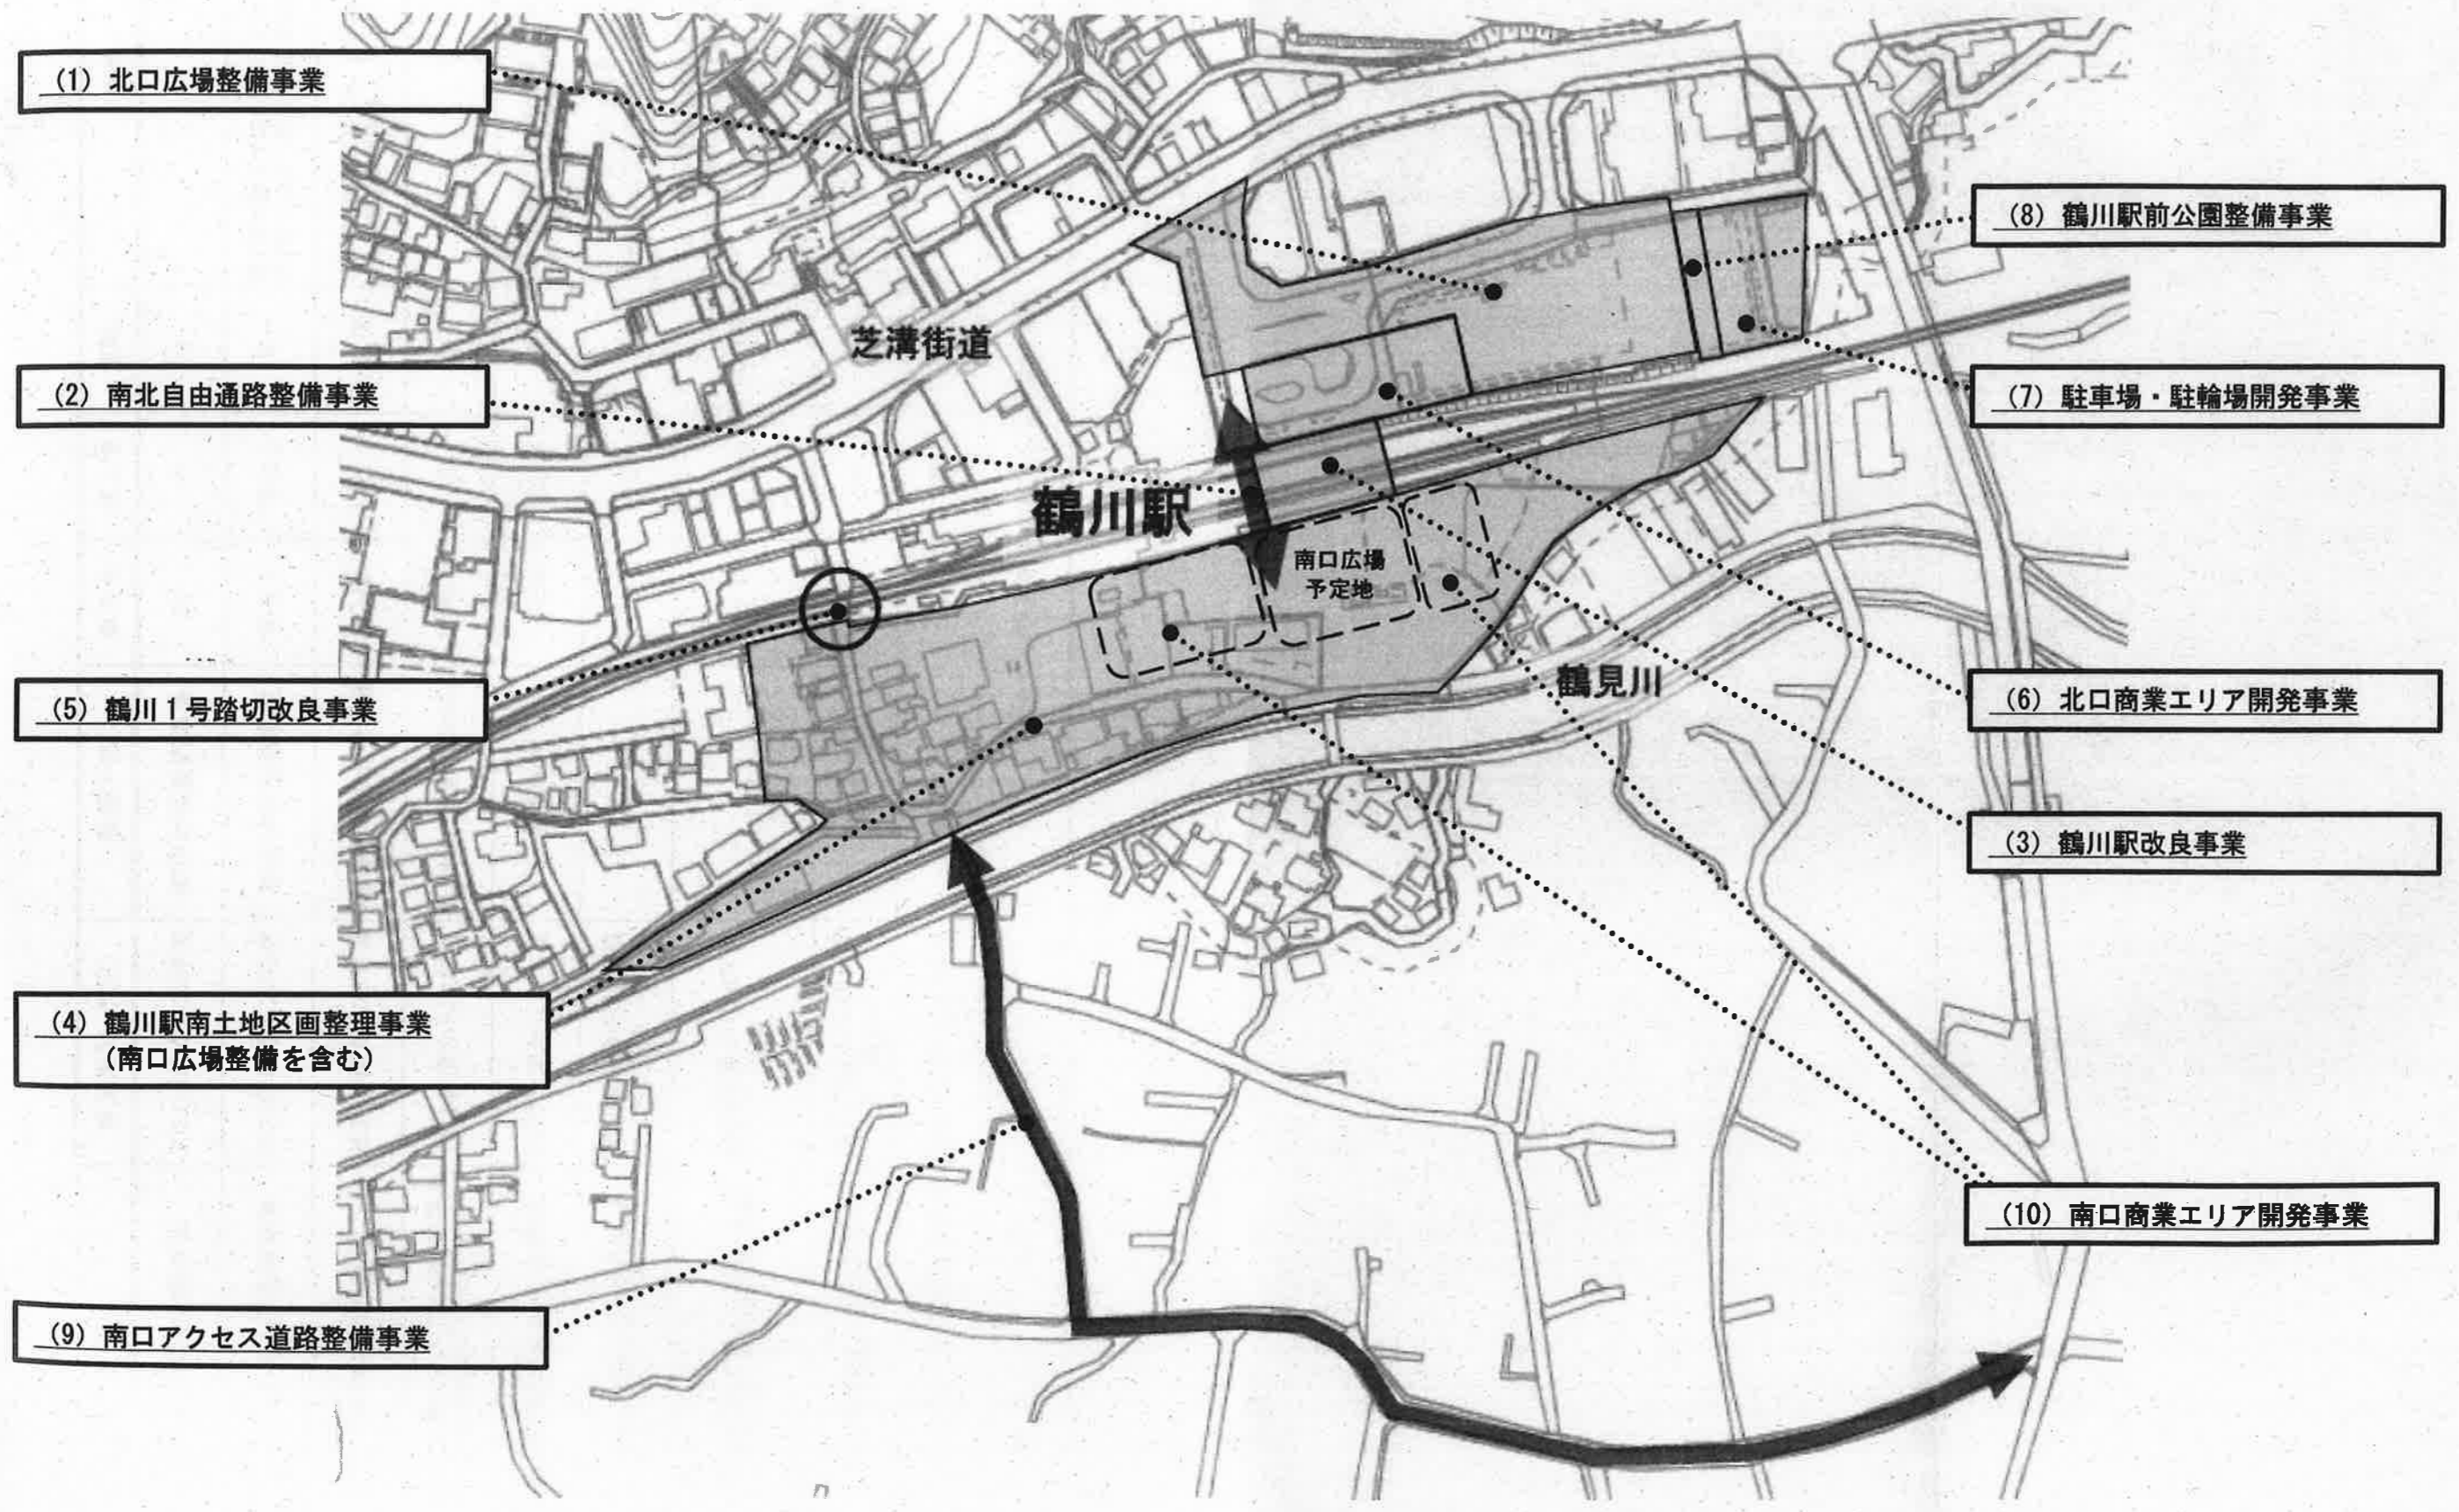 (1) 北口広場整備事業
(8) 鶴川駅前公園整備事業
芝溝街道
(2) 南北自由通路整備事業
(7) 駐車場・駐輪場開発事業
鶴川駅
南口広場
予定地
鶴見川
(5) 鶴川1号踏切改良事業
(6) 北口商業エリア開発事業
(3) 鶴川駅改良事業
(4) 鶴川駅南土地区画整理事業
(南口広場整備を含む)
(10) 南口商業エリア開発事業
(9) 南口アクセス道路整備事業